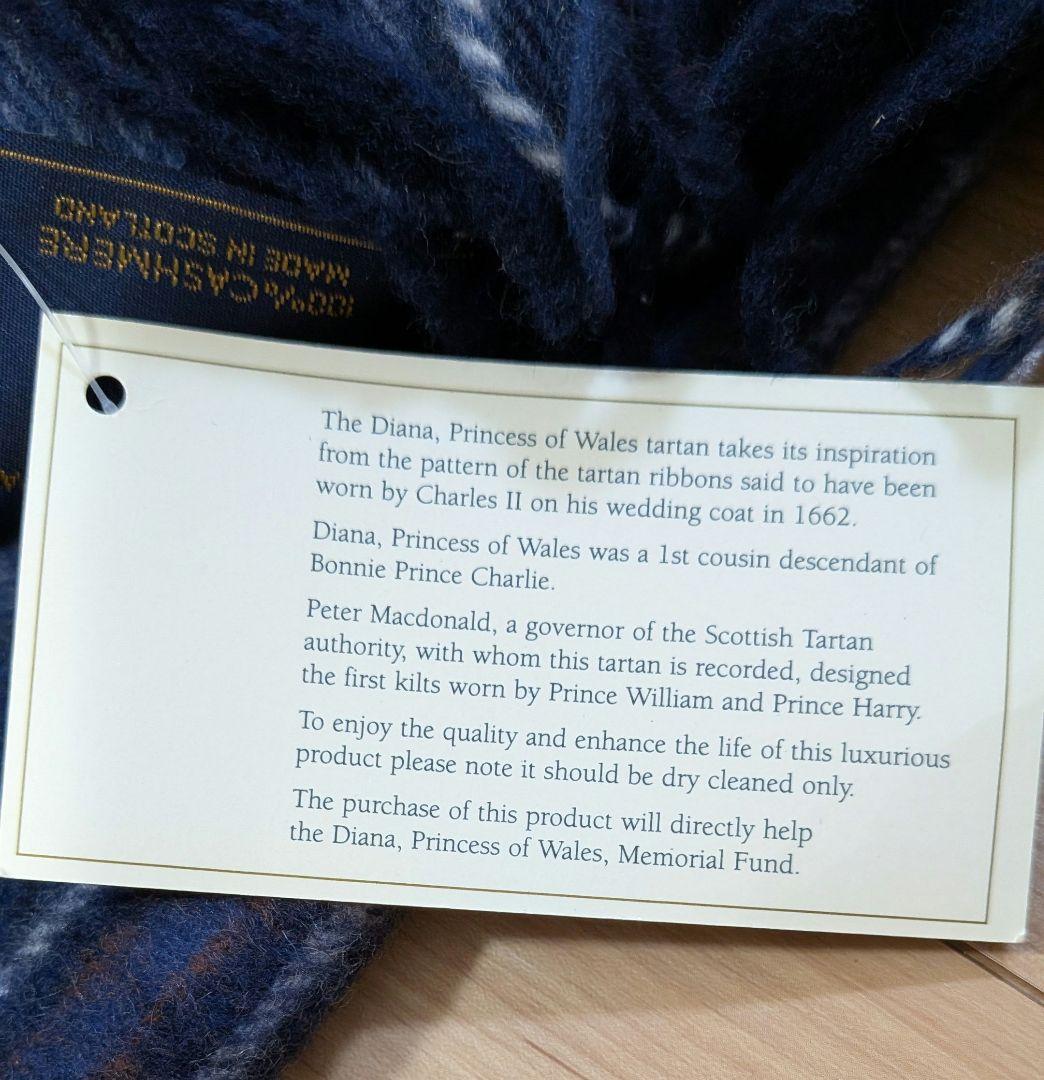 100% CASHMERE
MADE IN SCOTLAND
The Diana, Princess of Wales tartan takes its inspiration
from the pattern of the tartan ribbons said to have been
worn by Charles II on his wedding coat in 1662.
Diana, Princess of Wales was a 1st cousin descendant of
Bonnie Prince Charlie.
Peter Macdonald, a governor of the Scottish Tartan
authority, with whom this tartan is recorded, designed
the first kilts worn by Prince William and Prince Harry.
To enjoy the quality and enhance the life of this luxurious
product please note it should be dry cleaned only.
The purchase of this product will directly help
the Diana, Princess of Wales, Memorial Fund.